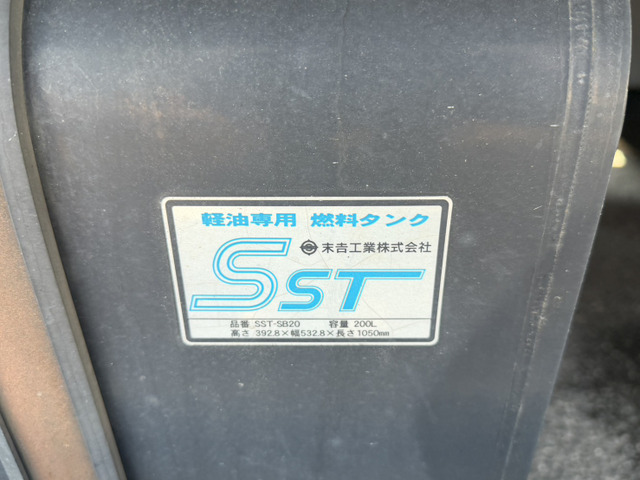 軽油専用 燃料タンク
末吉工業株式会社
SST
品番 SST-SB20 容量 200L
高さ 392.8×幅532.8×長さ1050mm